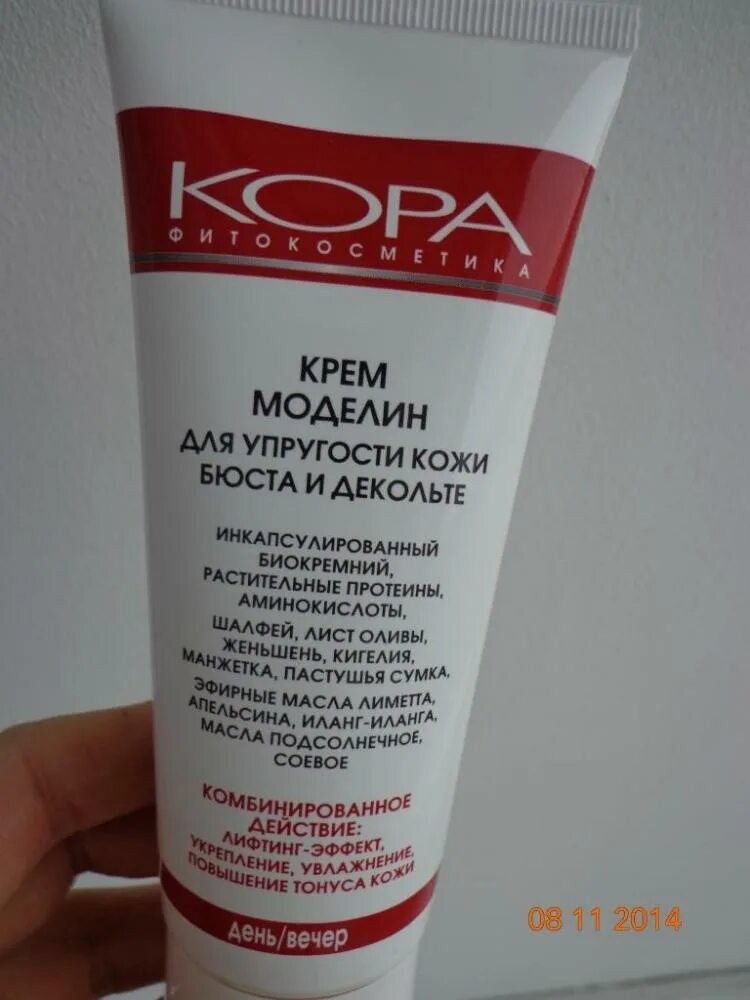 КОРА
ФИТОКОСМЕТИКА
КРЕМ
МОДЕЛИН
ДЛЯ УПРУГОСТИ КОЖИ
БЮСТА И ДЕКОЛЬТЕ
ИНКАПСУЛИРОВАННЫЙ
БИОКРЕМНИЙ,
РАСТИТЕЛЬНЫЕ ПРОТЕИНЫ,
АМИНОКИСЛОТЫ,
ШАЛФЕЙ, ЛИСТ ОЛИВЫ,
ЖЕНЬШЕНЬ, КИГЕЛИЯ,
МАНЖЕТКА, ПАСТУШЬЯ СУМКА,
ЭФИРНЫЕ МАСЛА ЛИМЕТТА,
АПЕЛЬСИНА, ИЛАНГ-ИЛАНГА,
МАСЛА ПОДСОЛНЕЧНОЕ,
СОЕВОЕ
КОМБИНИРОВАННОЕ
ДЕЙСТВИЕ:
ЛИФТИНГ-ЭФФЕКТ,
УКРЕПЛЕНИЕ, УВЛАЖНЕНИЕ,
ПОВЫШЕНИЕ ТОНУСА КОЖИ
день/вечер
08 11 2014